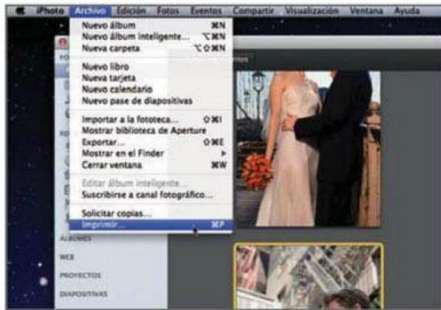 iPhoto Archivo Edición Fotos Eventos Compartir Visualización Ventana Ayuda
Nuevo álbum ⌘N
Nuevo álbum inteligente... ⌥⌘N
Nueva carpeta ⌥⇧⌘N
Nuevo libro
Nueva tarjeta
Nuevo calendario
Nuevo pase de diapositivas
Importar a la fototeca... ⇧⌘I
Mostrar biblioteca de Aperture
Exportar... ⇧⌘E
Mostrar en el Finder
Cerrar ventana ⌘W
Editar álbum inteligente...
Suscribirse a canal fotográfico...
Solicitar copias...
Imprimir... ⌘P
ÁLBUMES
WEB
PROYECTOS
DIAPOSITIVAS